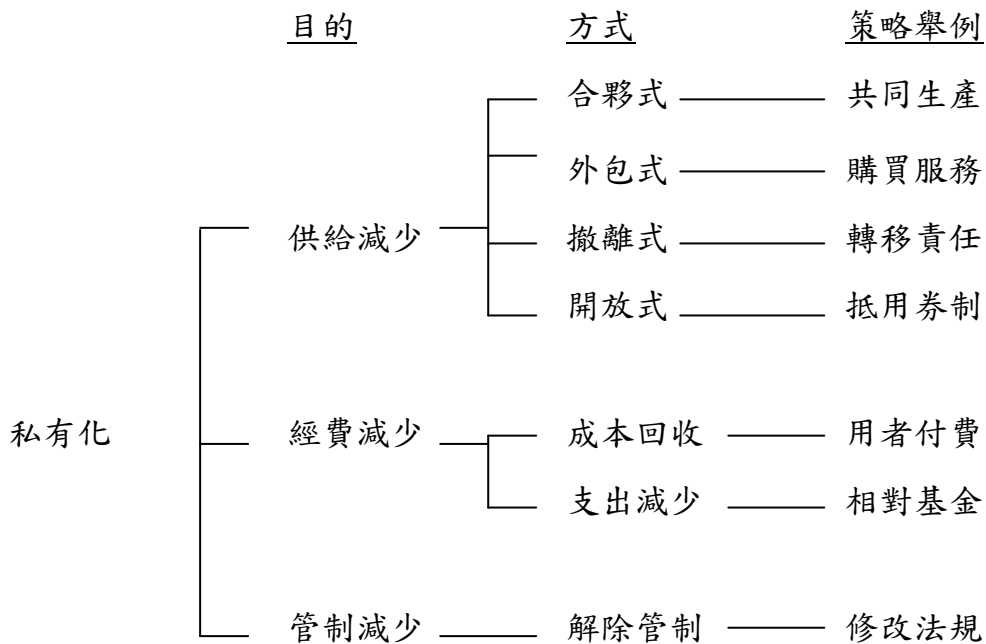 目的 方式 策略舉例
合夥式 共同生產
外包式 購買服務
供給減少 撤離式 轉移責任
開放式 抵用券制
私有化 經費減少 成本回收 用者付費
支出減少 相對基金
管制減少 解除管制 修改法規